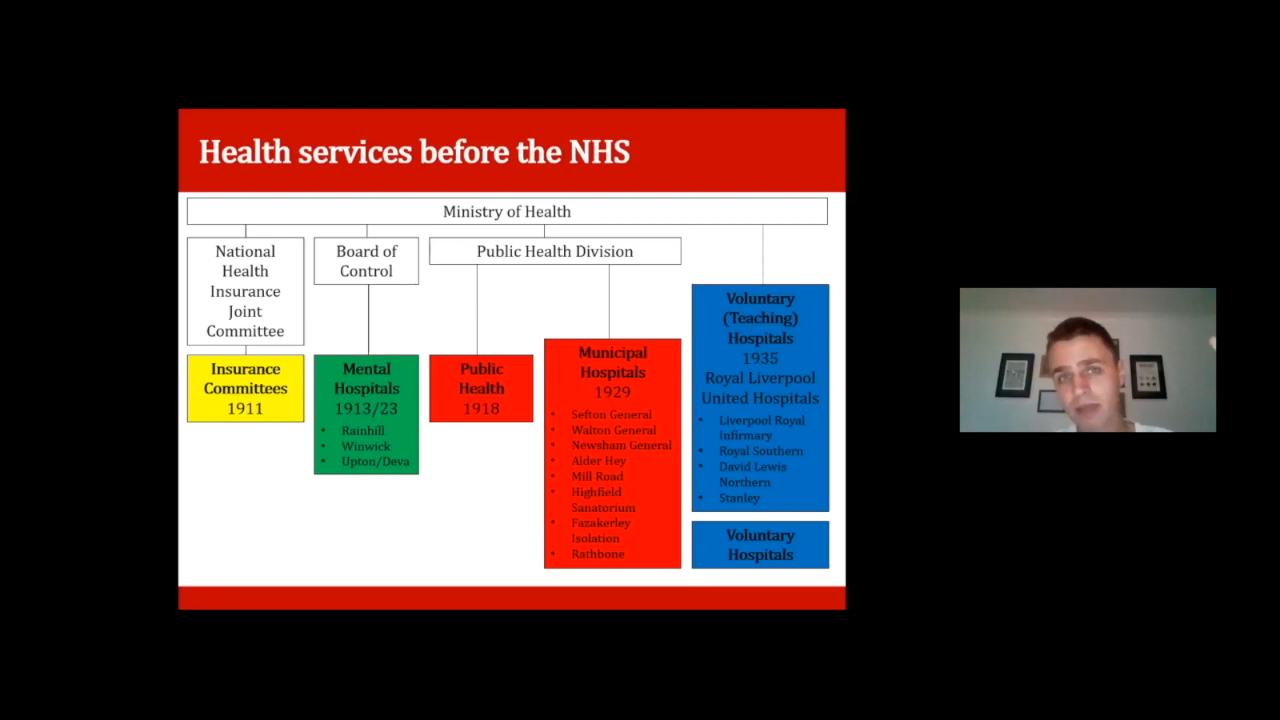 Health services before the NHS
Ministry of Health
National
Health
Insurance
Joint
Committee
Board of
Control
Public Health Division
Insurance
Committees
1911
Mental
Hospitals
1913/23
• Rainhill
• Winwick
• Upton/Deva
Public
Health
1918
Municipal
Hospitals
1929
• Sefton General
• Walton General
• Newsham General
• Alder Hey
• Mill Road
• Highfield
Sanatorium
• Fazakerley
Isolation
• Rathbone
Voluntary
(Teaching)
Hospitals
1935
Royal Liverpool
United Hospitals
• Liverpool Royal
Infirmary
• Royal Southern
• David Lewis
Northern
• Stanley
Voluntary
Hospitals